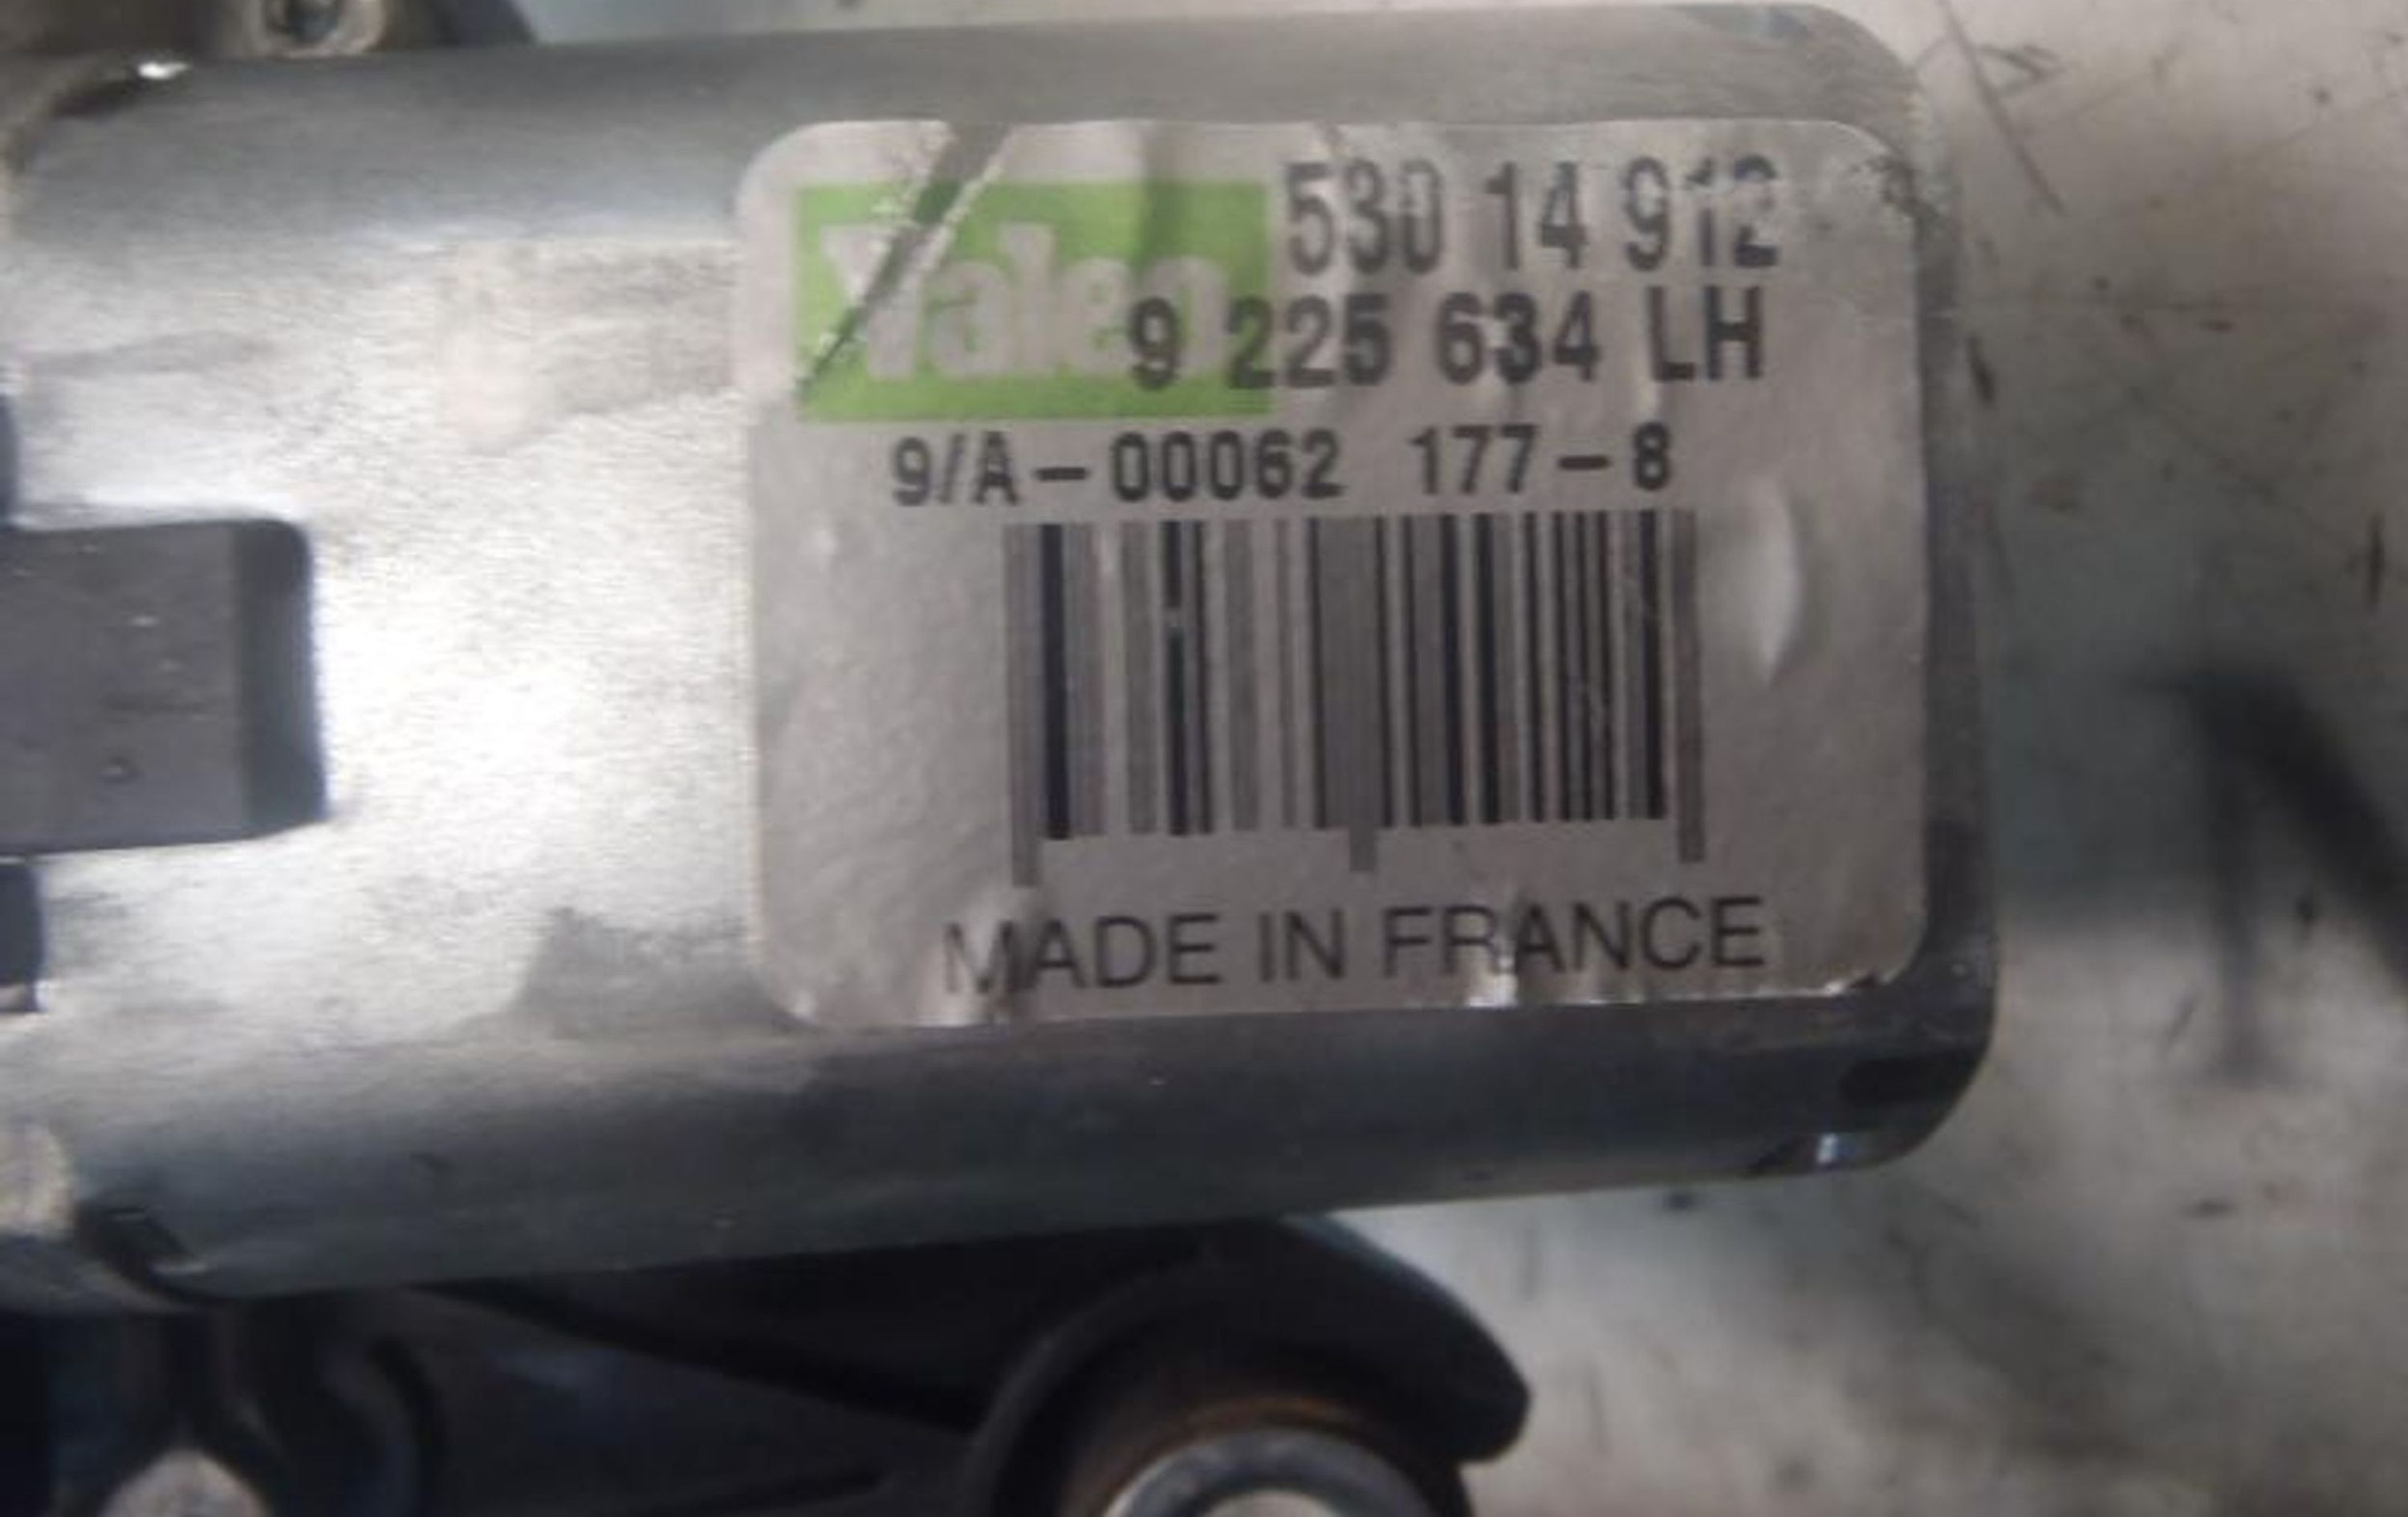 Valeo 530 14 912
9 225 634 LH
9/A-00062 177-8
MADE IN FRANCE